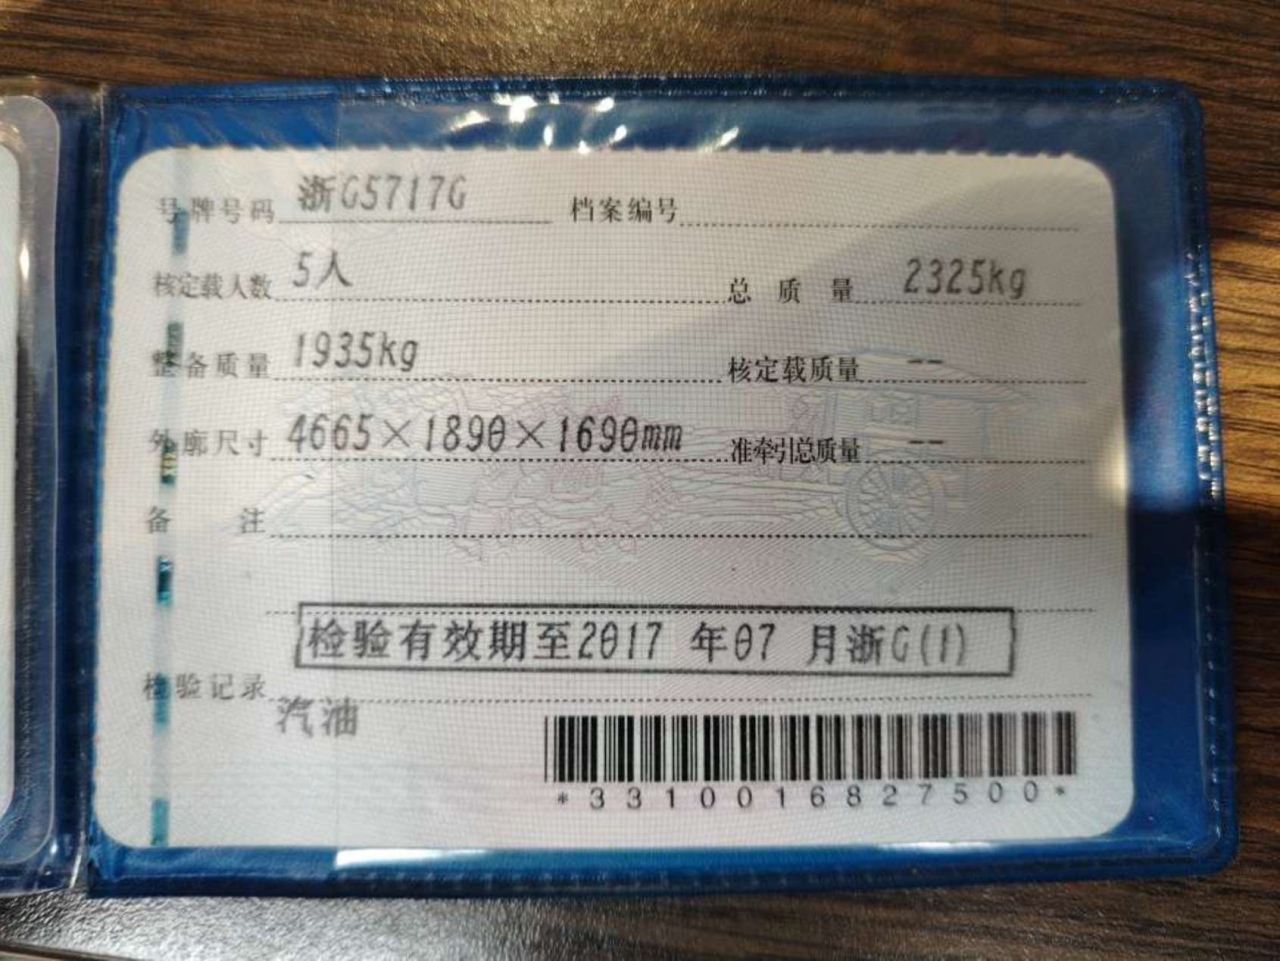 号牌号码 浙G5717G 档案编号
核定载人数 5人 总质量 2325kg
整备质量 1935kg 核定载质量 --
外廓尺寸 4665×1890×1690mm 准牵引总质量 --
备注
检验有效期至2017 年07 月浙G(1)
检验记录
汽油
*3310016827500*